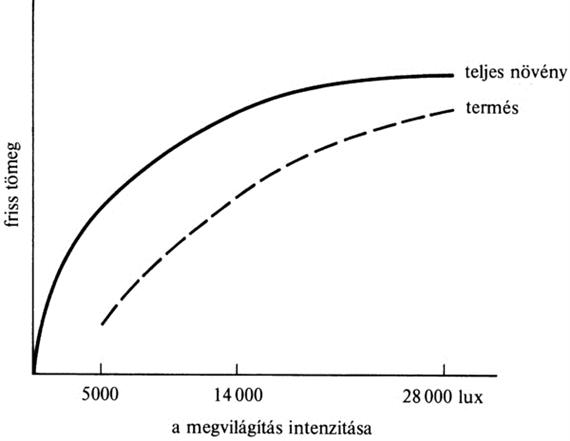 teljes növény
termés
friss tömeg
5000
14 000
28 000 lux
a megvilágítás intenzitása